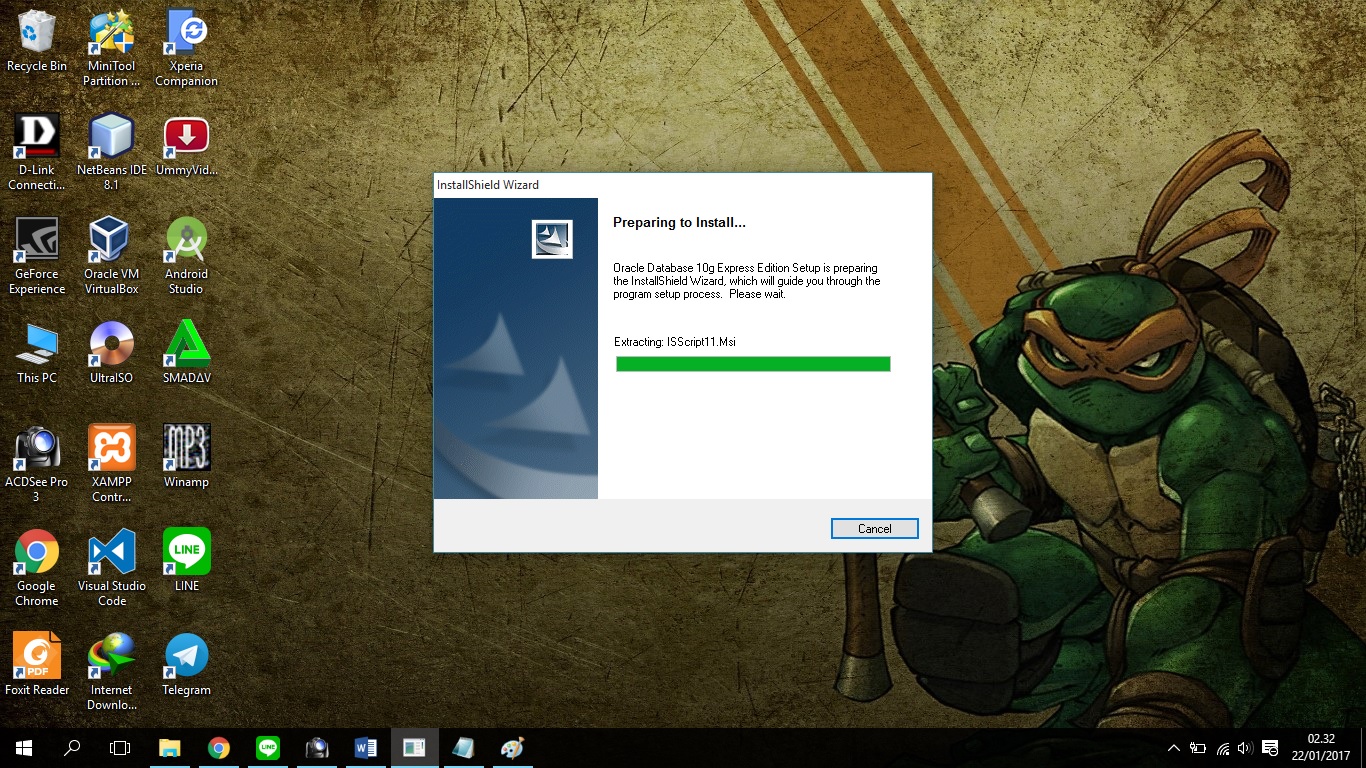 Recycle Bin
MiniTool
Partition ...
Xperia
Companion
D-Link
Connecti...
NetBeans IDE
8.1
UmmyVid...
GeForce
Experience
Oracle VM
VirtualBox
Android
Studio
This PC
UltraISO
SMADΔV
ACDSee Pro
3
XAMPP
Contr...
MP3
Winamp
Google
Chrome
Visual Studio
Code
LINE
LINE
PDF
Foxit Reader
Internet
Downlo...
Telegram
InstallShield Wizard
Preparing to Install...
Oracle Database 10g Express Edition Setup is preparing
the InstallShield Wizard, which will guide you through the
program setup process. Please wait.
Extracting: ISScript11.Msi
Cancel
LINE
02.32
22/01/2017